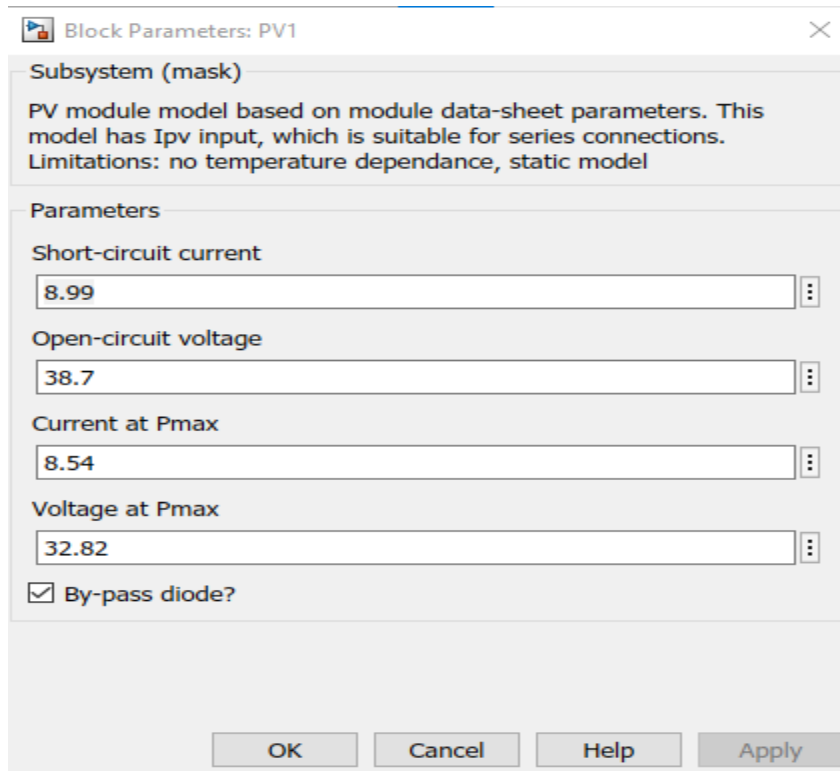 Block Parameters: PV1
Subsystem (mask)
PV module model based on module data-sheet parameters. This
model has Ipv input, which is suitable for series connections.
Limitations: no temperature dependance, static model
Parameters
Short-circuit current
8.99
Open-circuit voltage
38.7
Current at Pmax
8.54
Voltage at Pmax
32.82
By-pass diode?
OK Cancel Help Apply